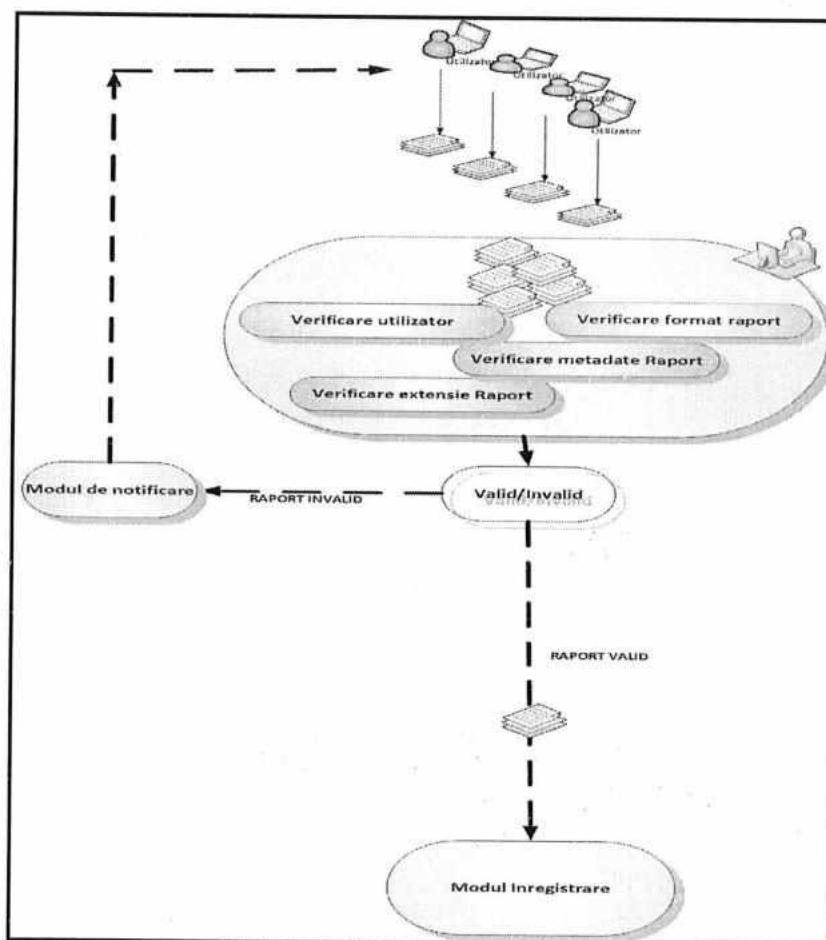 Utilizator
Utilizator
Utilizator
Utilizator
Verificare utilizator
Verificare format raport
Verificare metadate Raport
Verificare extensie Raport
Modul de notificare
RAPORT INVALID
Valid/Invalid
RAPORT VALID
Modul Inregistrare